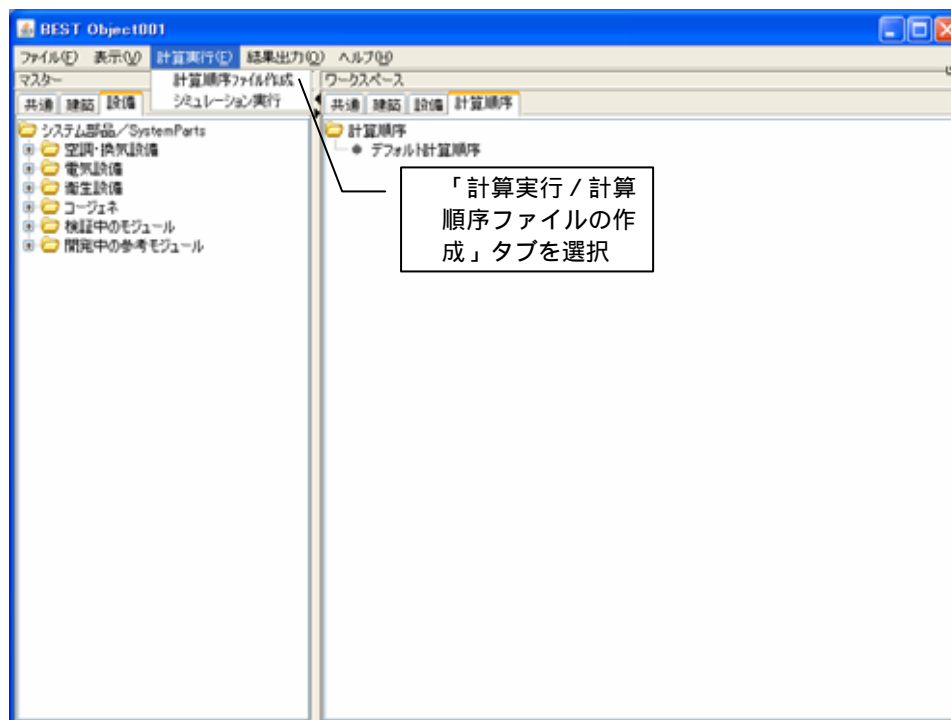 BEST Object001
ファイル(F) 表示(V) 計算実行(E) 結果出力(O) ヘルプ(H)
マスター
計算順序ファイル作成
シミュレーション実行
ワークスペース
共通 建築 設備
共通 建築 設備 計算順序
システム部品／SystemParts
空調・換気設備
電気設備
衛生設備
コージェネ
検証中のモジュール
開発中の参考モジュール
計算順序
デフォルト計算順序
「計算実行 / 計算
順序ファイルの作
成」タブを選択